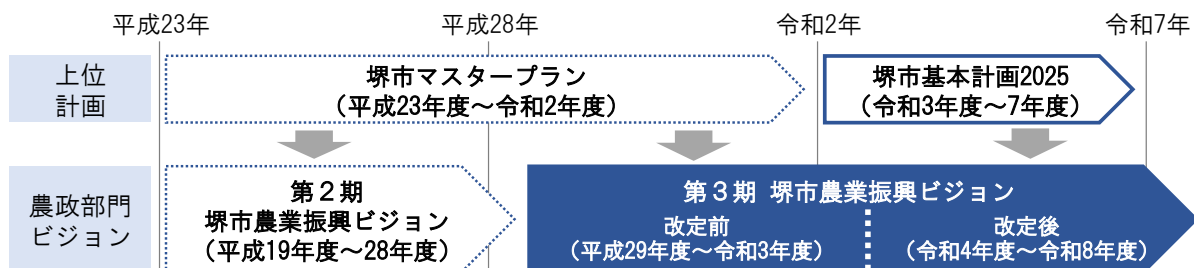 平成23年
平成28年
令和2年
令和7年
上位
計画
堺市マスタープラン
（平成23年度～令和2年度）
堺市基本計画2025
（令和3年度～7年度）
農政部門
ビジョン
第２期
堺市農業振興ビジョン
（平成19年度～28年度）
第３期 堺市農業振興ビジョン
改定前
（平成29年度～令和3年度）
改定後
（令和4年度～令和8年度）